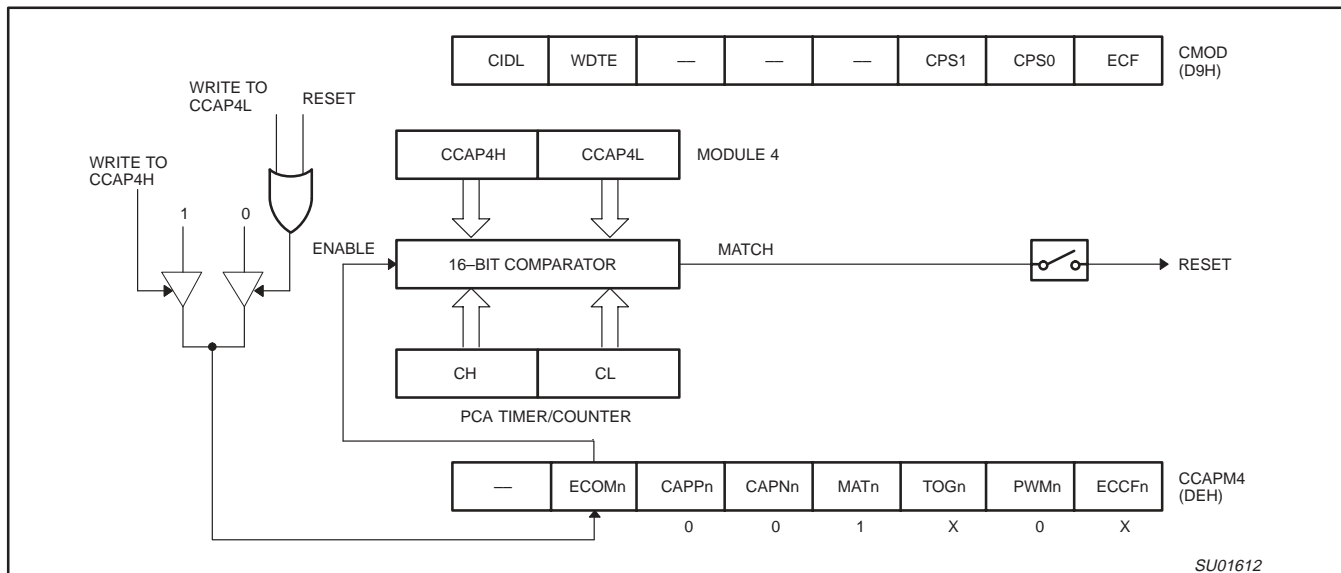 CIDL WDTE –– –– –– CPS1 CPS0 ECF
CMOD
(D9H)
WRITE TO
CCAP4L
RESET
CCAP4H CCAP4L
MODULE 4
WRITE TO
CCAP4H
1 0
ENABLE
16–BIT COMPARATOR
MATCH
RESET
CH CL
PCA TIMER/COUNTER
–– ECOMn CAPPn CAPNn MATn TOGn PWMn ECCFn
CCAPM4
(DEH)
0 0 1 X 0 X
SU01612